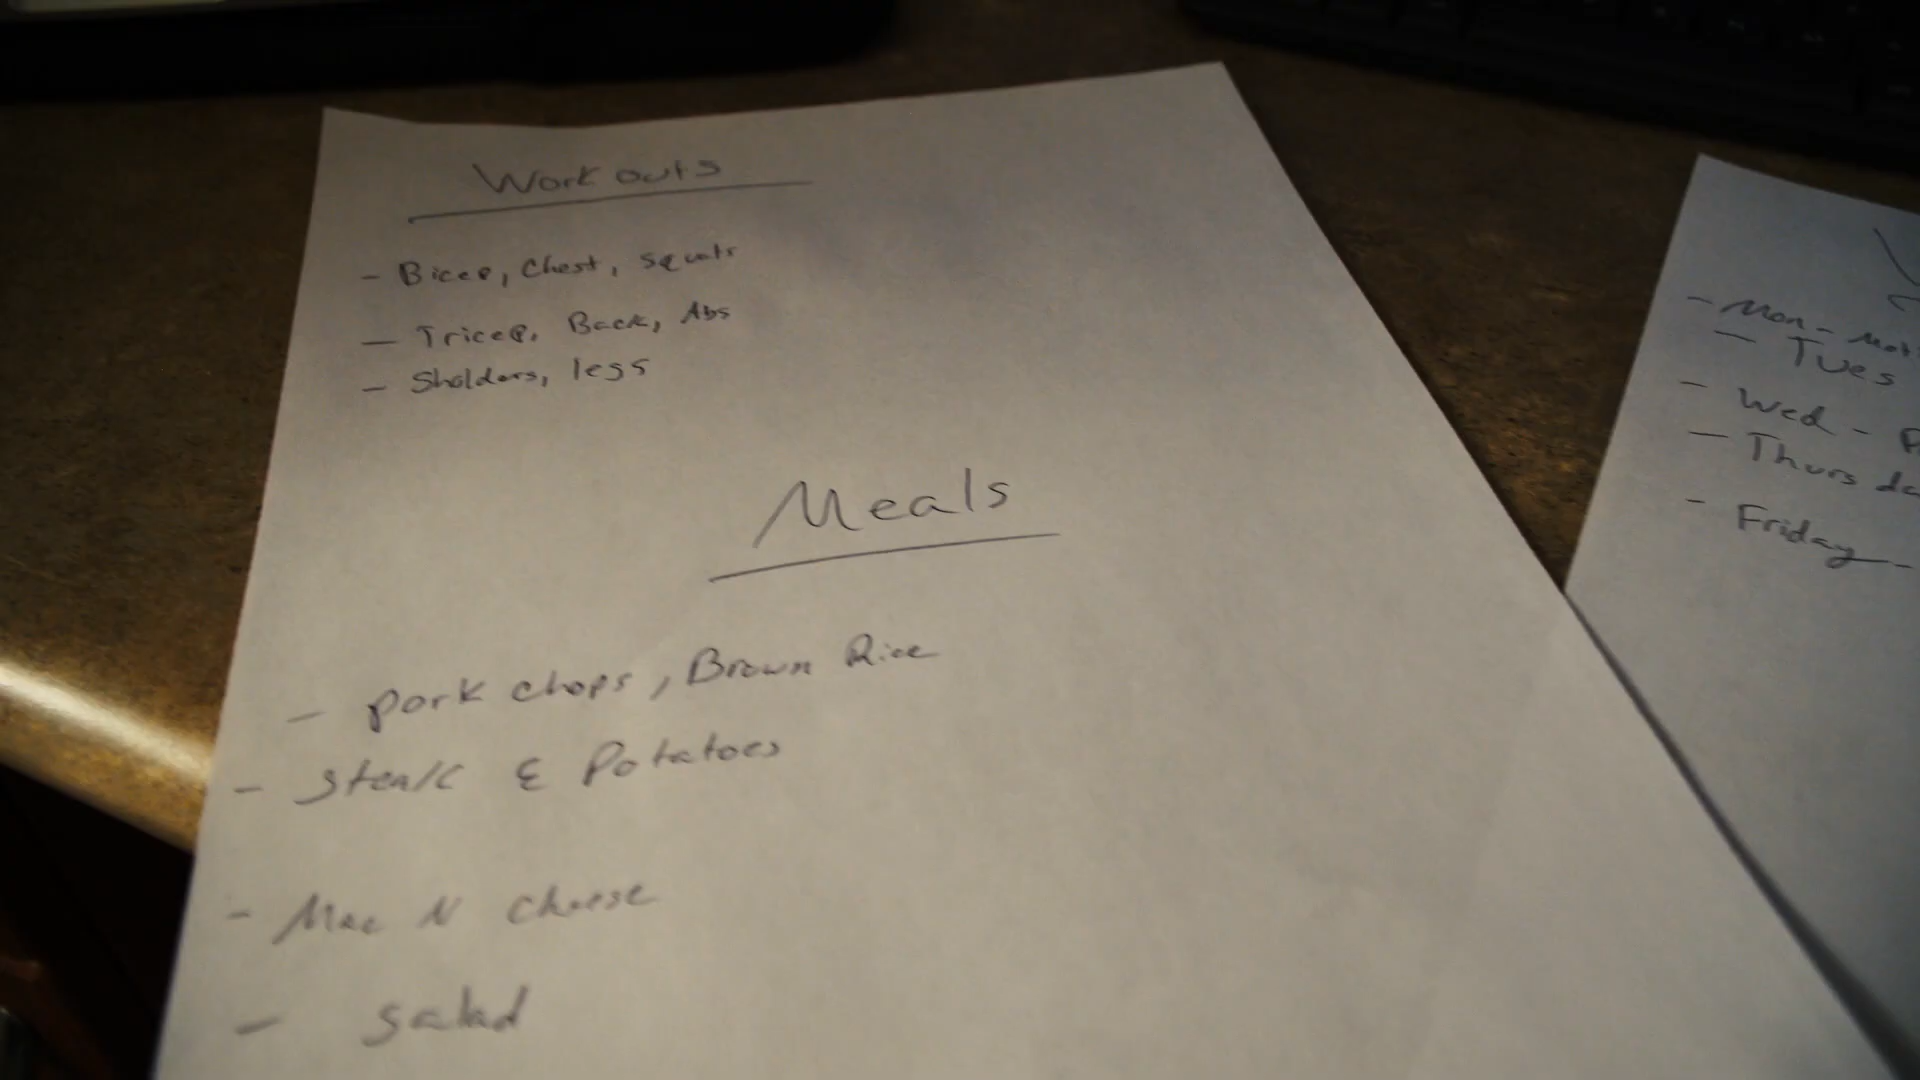 Workouts
- Bicep, Chest, squats
- Tricep, Back, Abs
- Sholders, legs
Meals
- pork chops, Brown Rice
- Steak & Potatoes
- Mac N cheese
- salad
- Mon -
- Tues
- Wed -
- Thurs
- Friday -